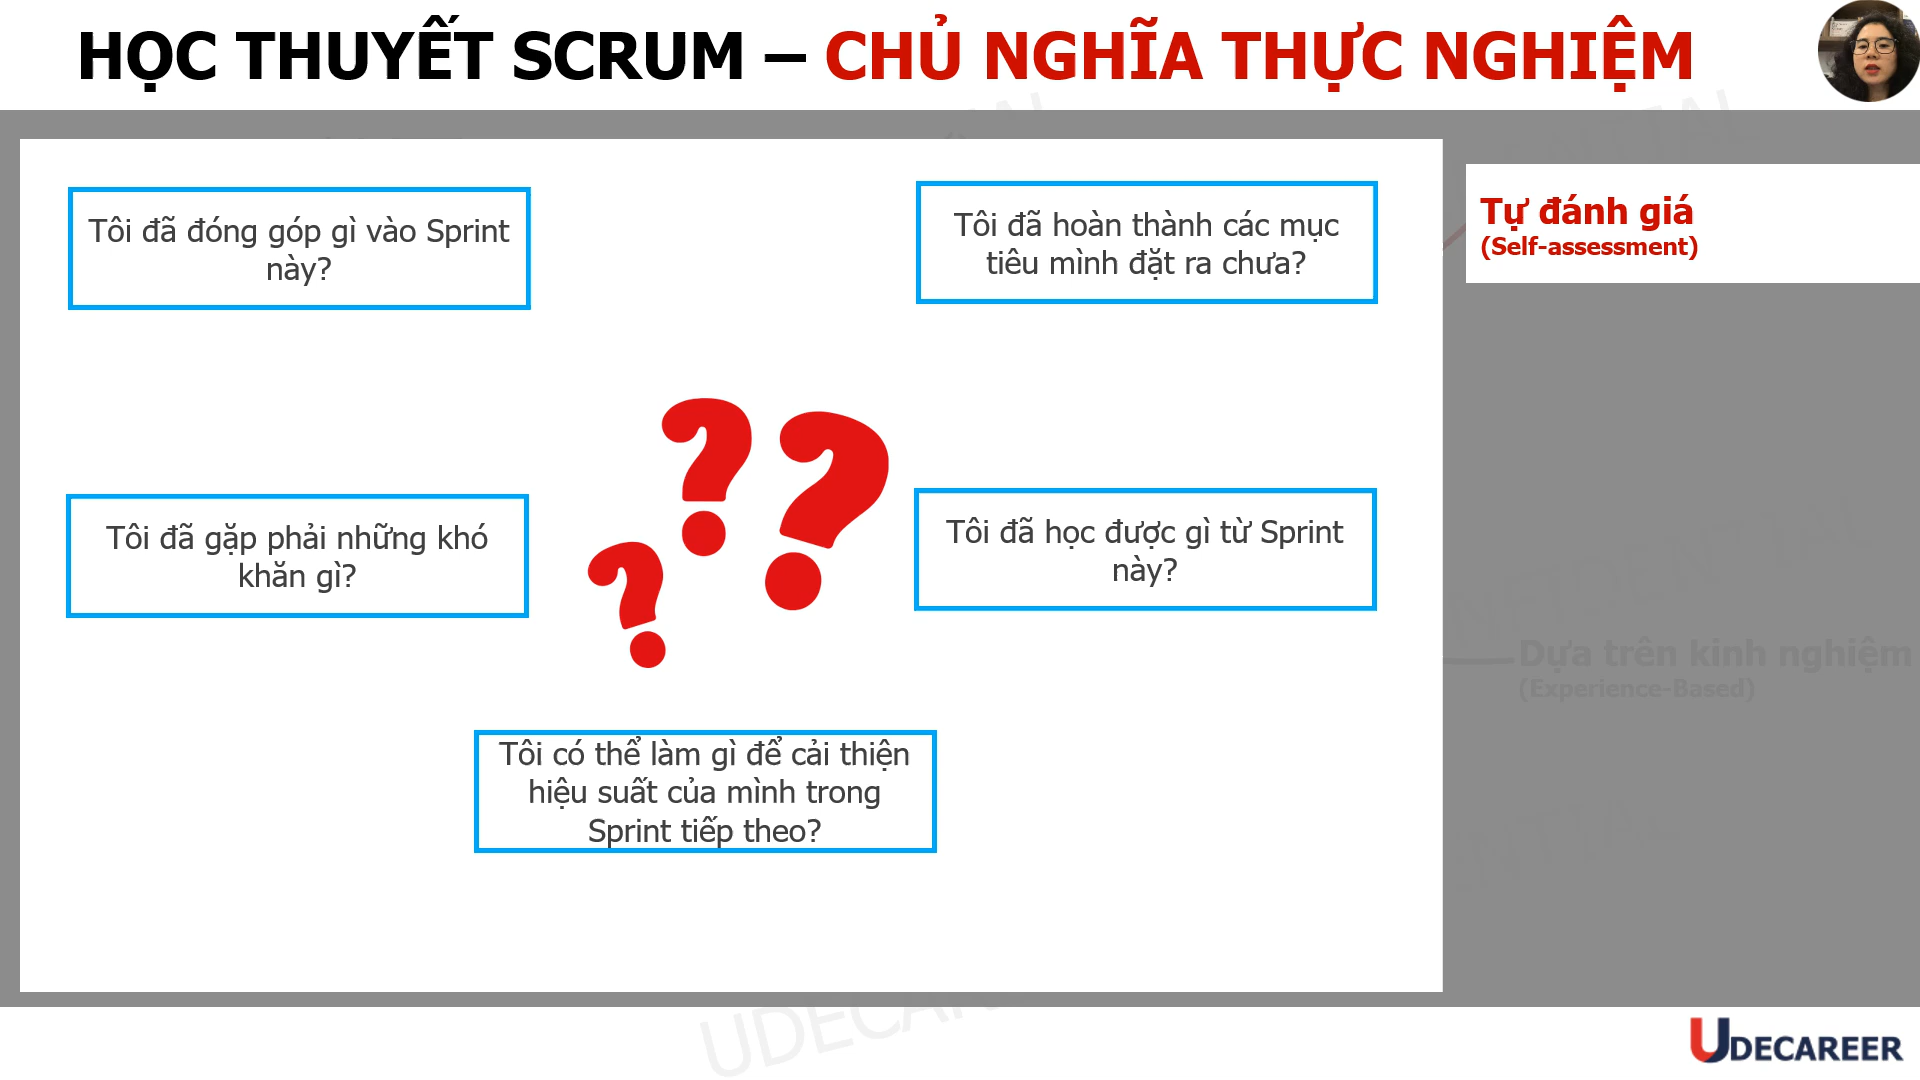 HỌC THUYẾT SCRUM – CHỦ NGHĨA THỰC NGHIỆM
Tôi đã đóng góp gì vào Sprint
này?
Tôi đã hoàn thành các mục
tiêu mình đặt ra chưa?
Tự đánh giá
(Self-assessment)
Tôi đã gặp phải những khó
khăn gì?
Tôi đã học được gì từ Sprint
này?
Dựa trên kinh nghiệm
(Experience-Based)
Tôi có thể làm gì để cải thiện
hiệu suất của mình trong
Sprint tiếp theo?
UDECAREER